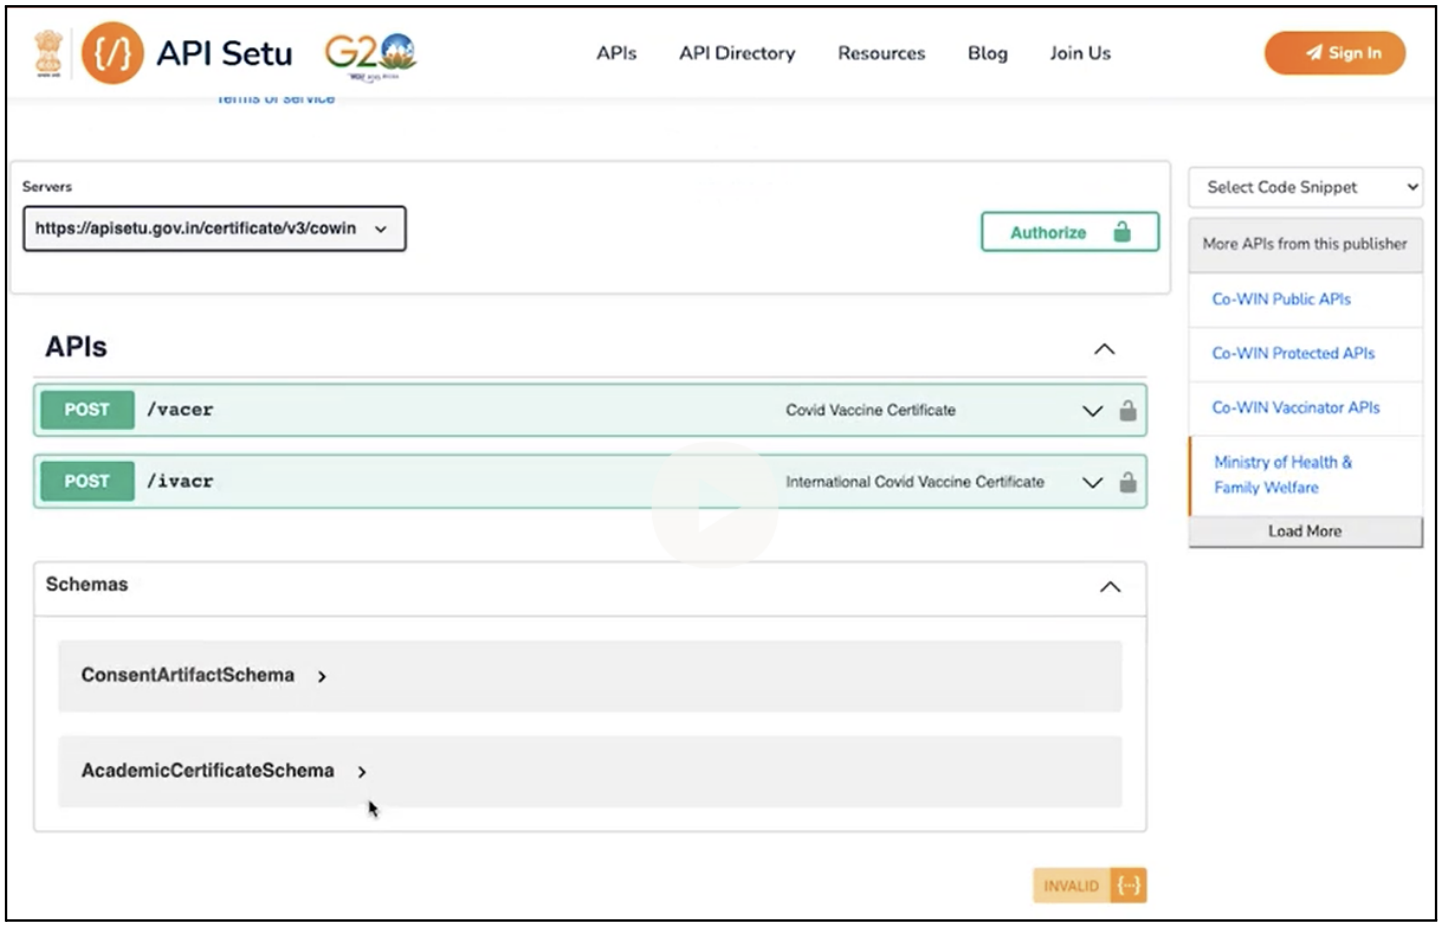 API Setu
G20
APIs
API Directory
Resources
Blog
Join Us
Sign In
Terms of service
Servers
https://apisetu.gov.in/certificate/v3/cowin
Authorize
Select Code Snippet
More APIs from this publisher
Co-WIN Public APIs
Co-WIN Protected APIs
Co-WIN Vaccinator APIs
Ministry of Health &
Family Welfare
Load More
APIs
POST /vacer Covid Vaccine Certificate
POST /ivacr International Covid Vaccine Certificate
Schemas
ConsentArtifactSchema
AcademicCertificateSchema
INVALID {...}